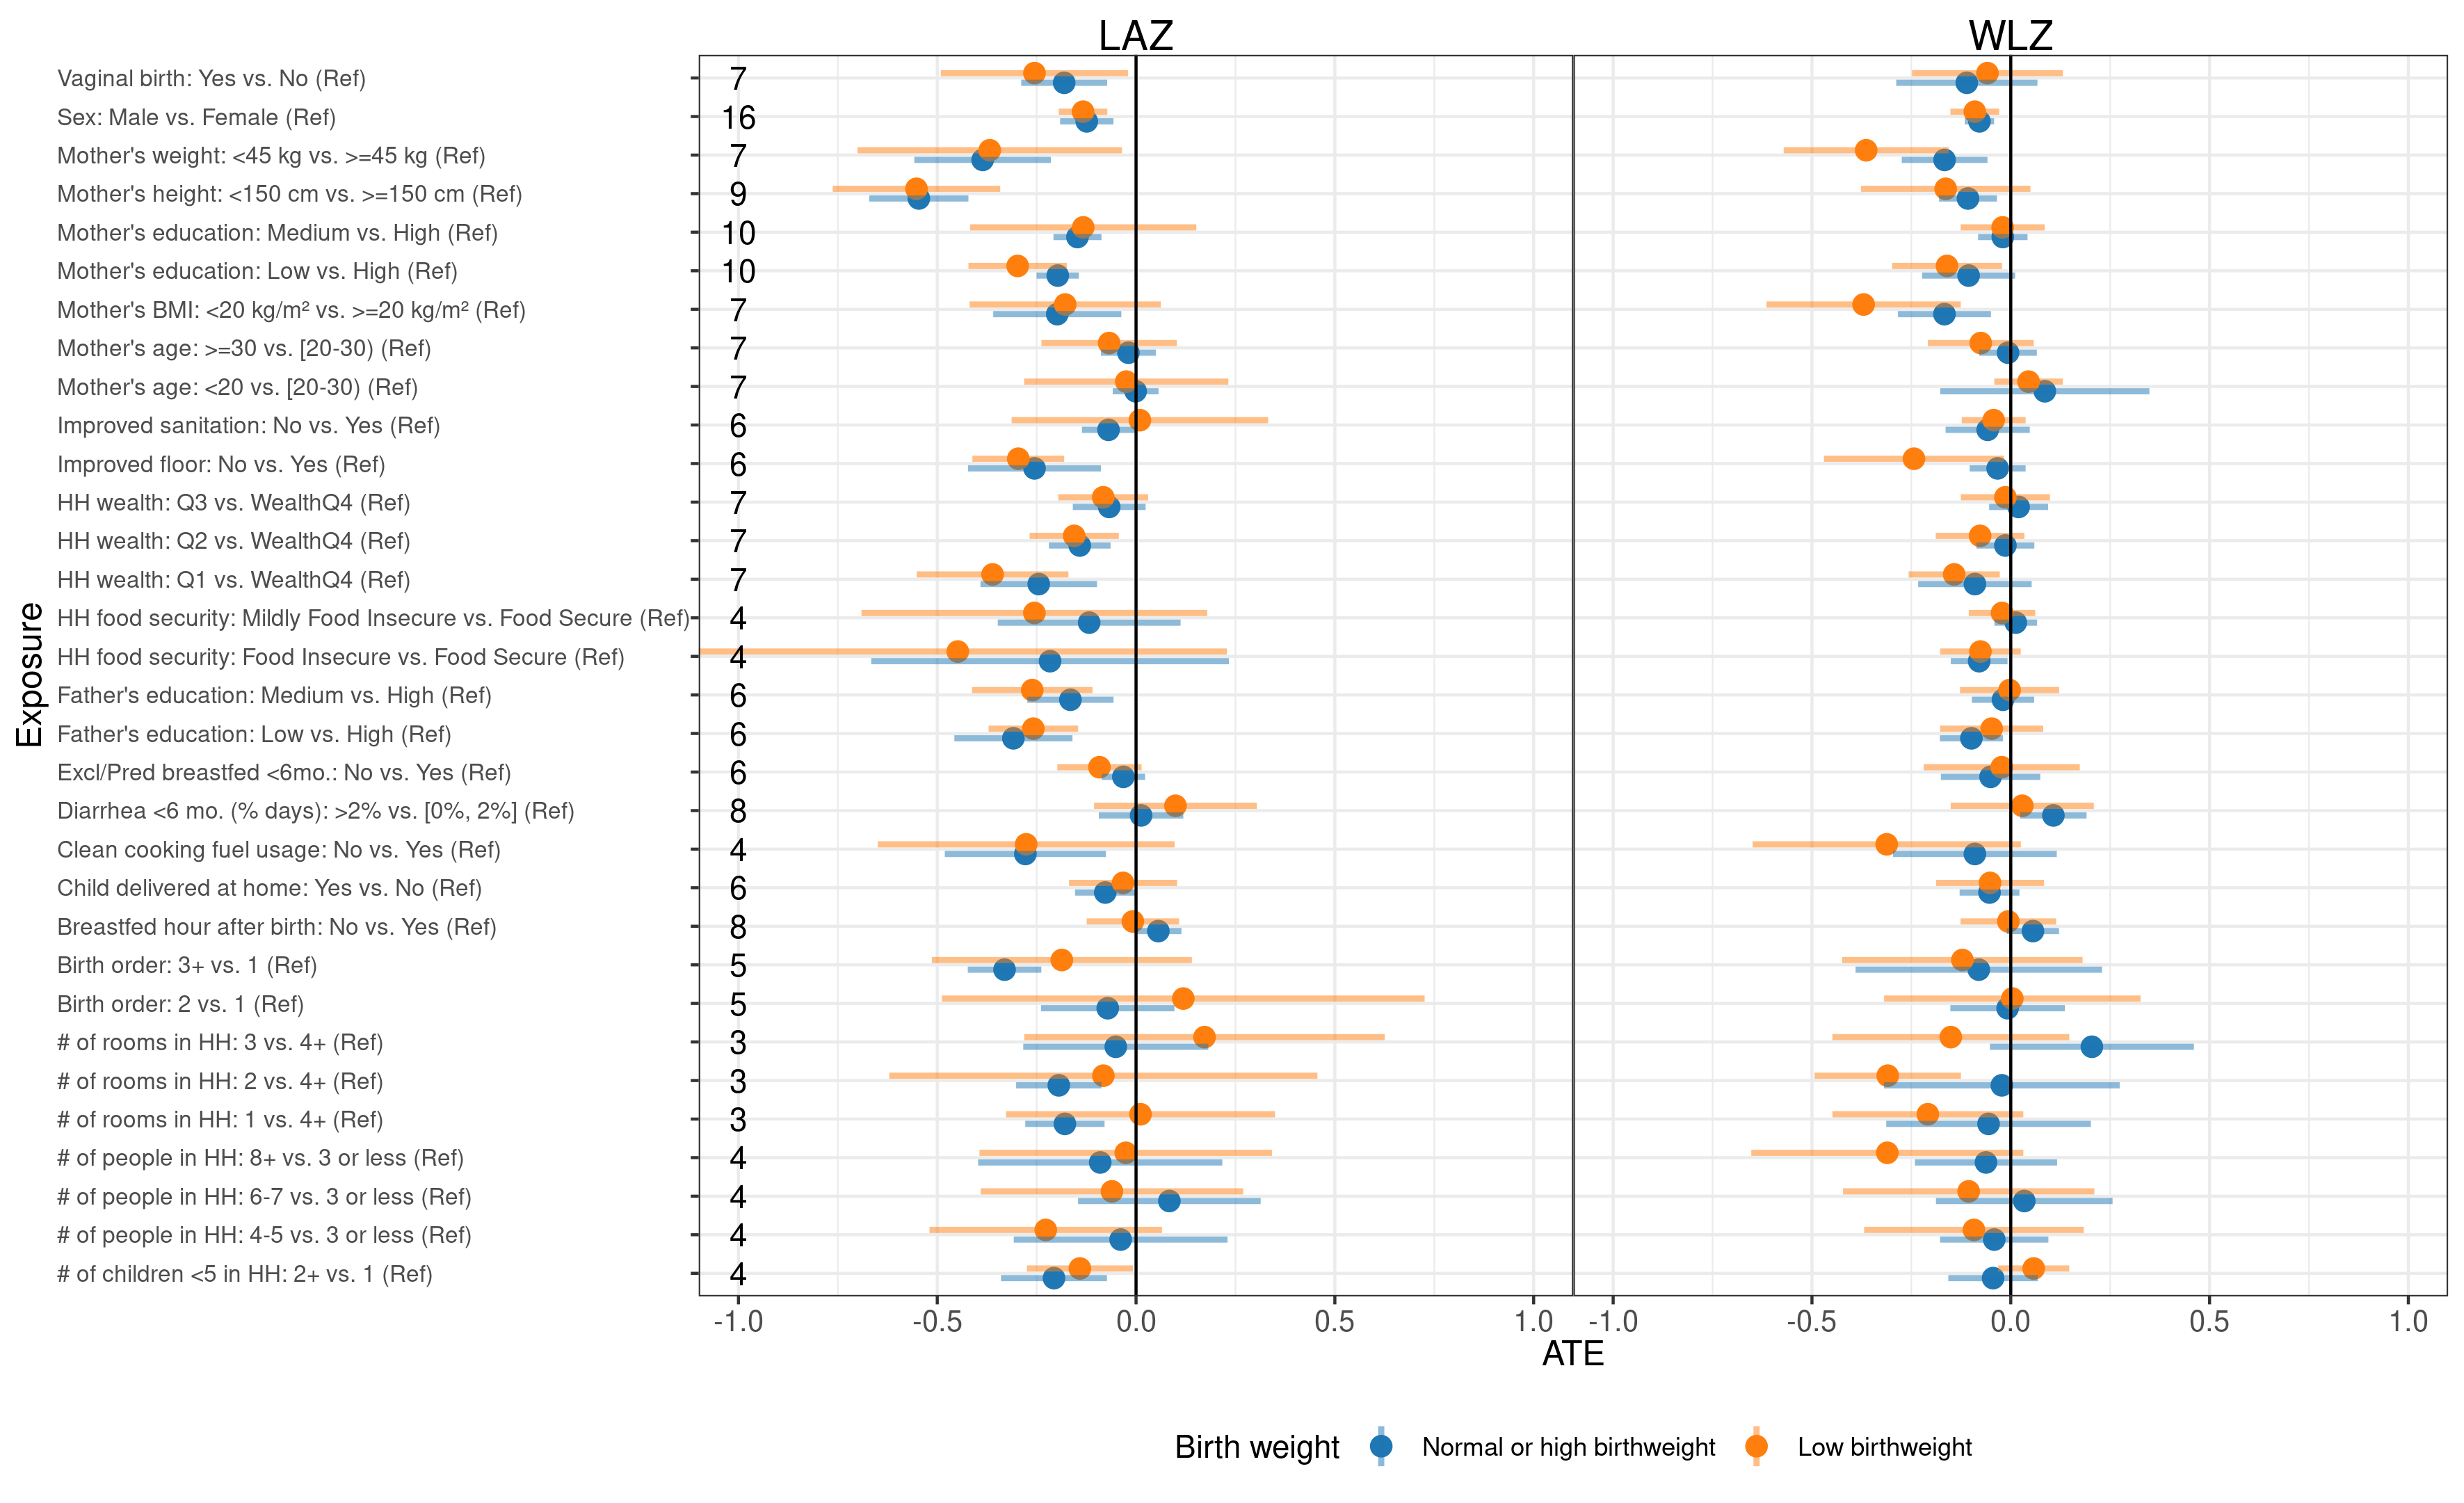 LAZ WLZ
Vaginal birth: Yes vs. No (Ref) 7
Sex: Male vs. Female (Ref) 16
Mother's weight: <45 kg vs. >=45 kg (Ref) 7
Mother's height: <150 cm vs. >=150 cm (Ref) 9
Mother's education: Medium vs. High (Ref) 10
Mother's education: Low vs. High (Ref) 10
Mother's BMI: <20 kg/m² vs. >=20 kg/m² (Ref) 7
Mother's age: >=30 vs. [20-30) (Ref) 7
Mother's age: <20 vs. [20-30) (Ref) 7
Improved sanitation: No vs. Yes (Ref) 6
Improved floor: No vs. Yes (Ref) 6
HH wealth: Q3 vs. WealthQ4 (Ref) 7
HH wealth: Q2 vs. WealthQ4 (Ref) 7
HH wealth: Q1 vs. WealthQ4 (Ref) 7
HH food security: Mildly Food Insecure vs. Food Secure (Ref) 4
HH food security: Food Insecure vs. Food Secure (Ref) 4
Father's education: Medium vs. High (Ref) 6
Father's education: Low vs. High (Ref) 6
Excl/Pred breastfed <6mo.: No vs. Yes (Ref) 6
Diarrhea <6 mo. (% days): >2% vs. [0%, 2%] (Ref) 8
Clean cooking fuel usage: No vs. Yes (Ref) 4
Child delivered at home: Yes vs. No (Ref) 6
Breastfed hour after birth: No vs. Yes (Ref) 8
Birth order: 3+ vs. 1 (Ref) 5
Birth order: 2 vs. 1 (Ref) 5
# of rooms in HH: 3 vs. 4+ (Ref) 3
# of rooms in HH: 2 vs. 4+ (Ref) 3
# of rooms in HH: 1 vs. 4+ (Ref) 3
# of people in HH: 8+ vs. 3 or less (Ref) 4
# of people in HH: 6-7 vs. 3 or less (Ref) 4
# of people in HH: 4-5 vs. 3 or less (Ref) 4
# of children <5 in HH: 2+ vs. 1 (Ref) 4
Exposure
-1.0 -0.5 0.0 0.5 1.0 -1.0 -0.5 0.0 0.5 1.0
ATE
Birth weight Normal or high birthweight Low birthweight